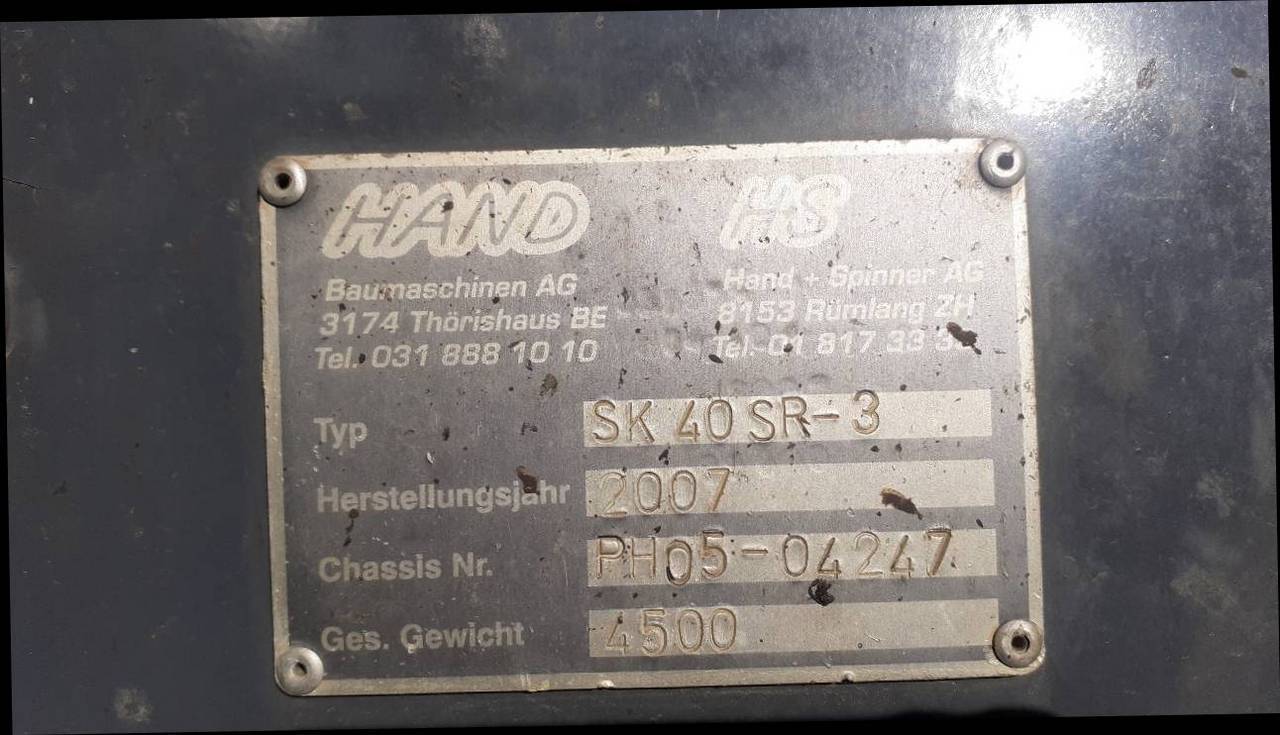 HAND
Baumaschinen AG
3174 Thörishaus BE
Tel. 031 888 10 10
HS
Hand + Spinner AG
8153 Rümlang ZH
Tel. 01 817 33
Typ SK 40 SR-3
Herstellungsjahr 2007
Chassis Nr. PH05-04247
Ges. Gewicht 4500